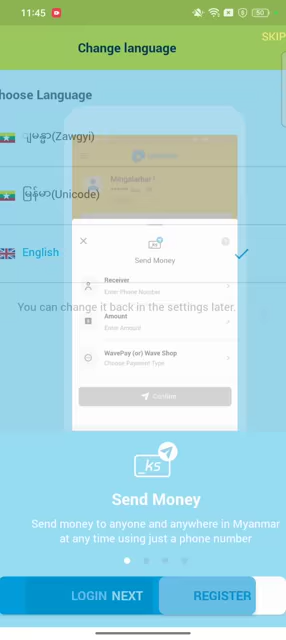 11:45
50
SKIP
Change language
hoose Language
ျမန္မာ(Zawgyi)
မြန်မာ(Unicode)
English
Mingalarbar !
Send Money
Receiver
Enter Phone Number
Amount
Enter Amount
WavePay (or) Wave Shop
Choose Payment Type
Confirm
You can change it back in the settings later.
Ks
Send Money
Send money to anyone and anywhere in Myanmar
at any time using just a phone number
LOGIN NEXT REGISTER